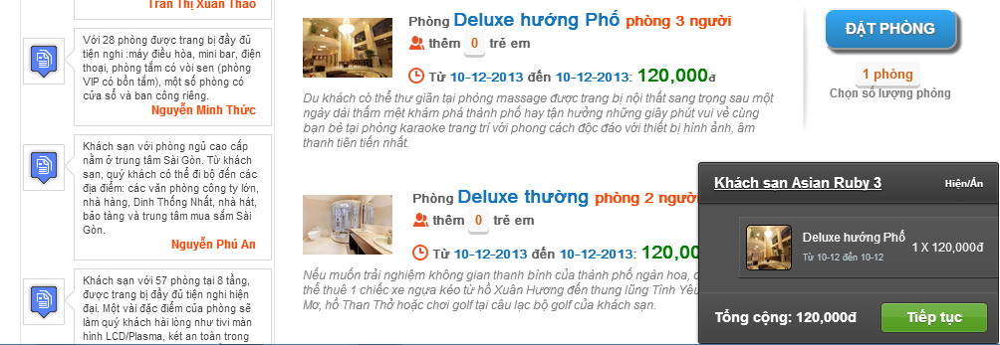 Trần Thị Xuân Thảo
Với 28 phòng được trang bị đầy đủ
tiện nghi :máy điều hòa, mini bar, điện
thoại, phòng tắm có vòi sen (phòng
VIP có bồn tắm), một số phòng có
cửa sổ và ban công riêng.
Nguyễn Minh Thức
Khách sạn với phòng ngủ cao cấp
nằm ở trung tâm Sài Gòn. Từ khách
sạn, quý khách có thể đi bộ đến các
địa điểm: các văn phòng công ty lớn,
nhà hàng, Dinh Thống Nhất, nhà hát,
bảo tàng và trung tâm mua sắm Sài
Gòn.
Nguyễn Phú An
Khách sạn với 57 phòng tại 8 tầng,
được trang bị đầy đủ tiện nghi hiện
đại. Một vài đặc điểm của phòng sẽ
làm quý khách hài lòng như tivi màn
hình LCD/Plasma, két an toàn trong
Phòng Deluxe hướng Phố phòng 3 người
thêm 0 trẻ em
Từ 10-12-2013 đến 10-12-2013: 120,000đ
Du khách có thể thư giãn tại phòng massage được trang bị nội thất sang trọng sau một
ngày dài thấm mệt khám phá thành phố hay tận hưởng những giây phút vui vẻ cùng
bạn bè tại phòng karaoke trang trí với phong cách độc đáo với thiết bị hình ảnh, âm
thanh tiên tiến nhất.
ĐẶT PHÒNG
1 phòng
Chọn số lượng phòng
Phòng Deluxe thường phòng 2 người
thêm 0 trẻ em
Từ 10-12-2013 đến 10-12-2013: 120,00
Nếu muốn trải nghiệm không gian thanh bình của thành phố ngàn hoa,
thể thuê 1 chiếc xe ngựa kéo từ hồ Xuân Hương đến thung lũng Tình Yêu
Mơ, hồ Than Thở hoặc chơi golf tại câu lạc bộ golf của khách sạn.
Khách sạn Asian Ruby 3
Hiện/Ẩn
Deluxe hướng Phố
Từ 10-12 đến 10-12
1 X 120,000đ
Tổng cộng: 120,000đ
Tiếp tục